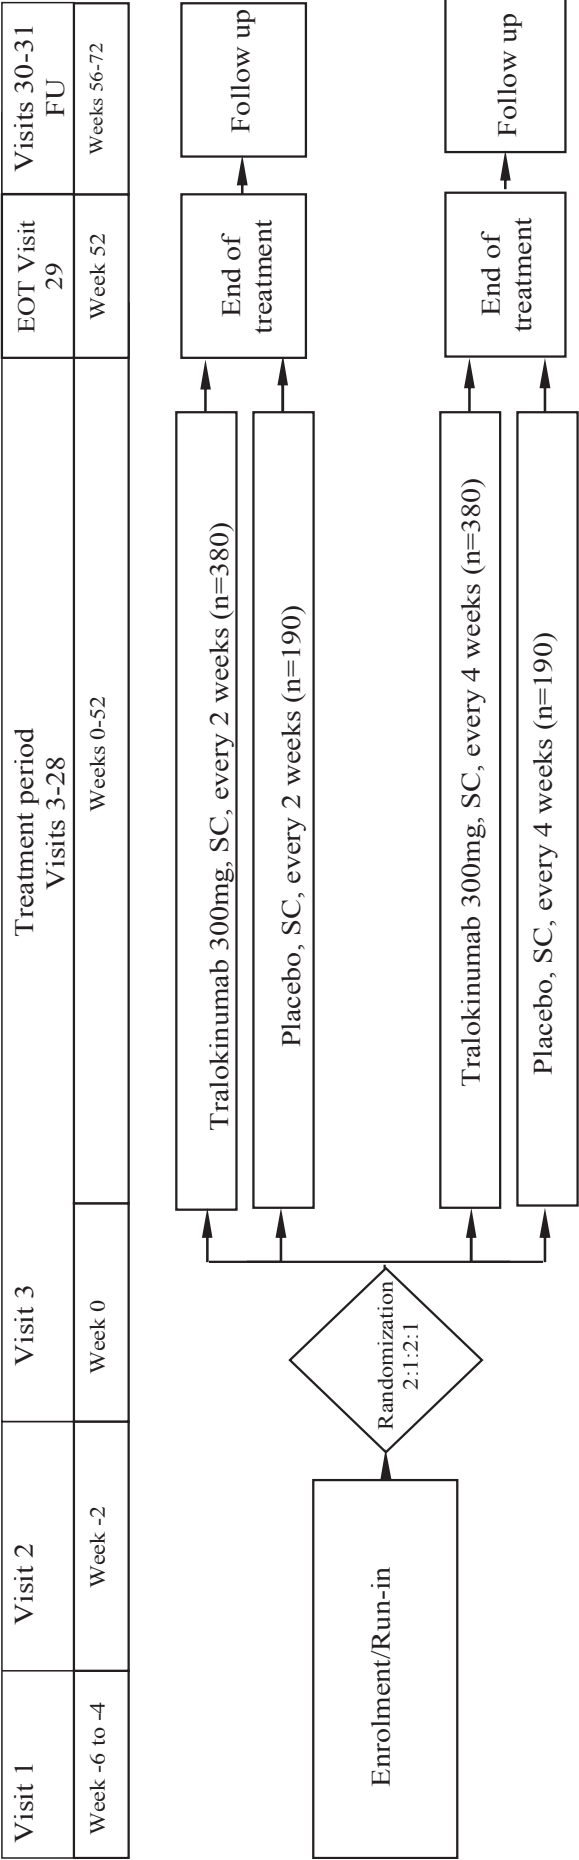 Visit 1
Visit 2
Visit 3
Treatment period
Visits 3-28
EOT Visit
29
Visits 30-31
FU
Week -6 to -4
Week -2
Week 0
Weeks 0-52
Week 52
Weeks 56-72
Enrolment/Run-in
Randomization
2:1:2:1
Tralokinumab 300mg, SC, every 2 weeks (n=380)
Placebo, SC, every 2 weeks (n=190)
End of
treatment
Follow up
Tralokinumab 300mg, SC, every 4 weeks (n=380)
Placebo, SC, every 4 weeks (n=190)
End of
treatment
Follow up